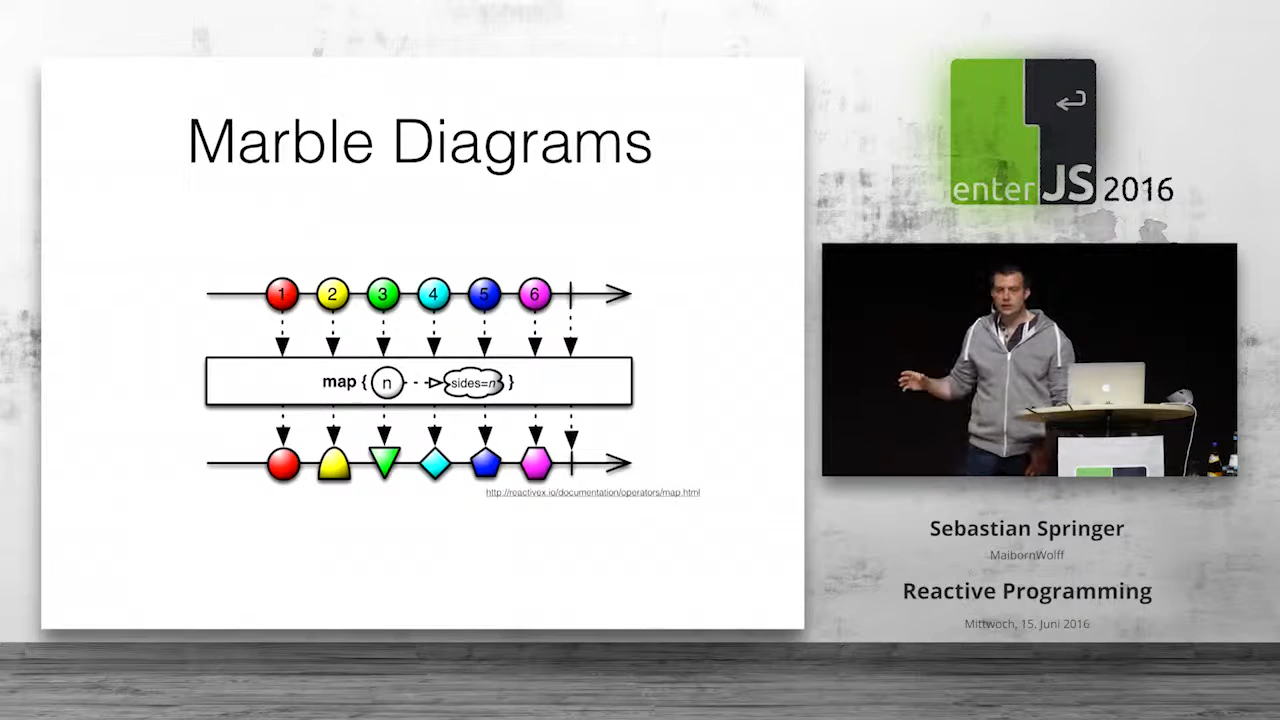 Marble Diagrams
1 2 3 4 5 6
map { n sides=n }
http://reactivex.io/documentation/operators/map.html
enterJS 2016
Sebastian Springer
MaibornWolff
Reactive Programming
Mittwoch, 15. Juni 2016